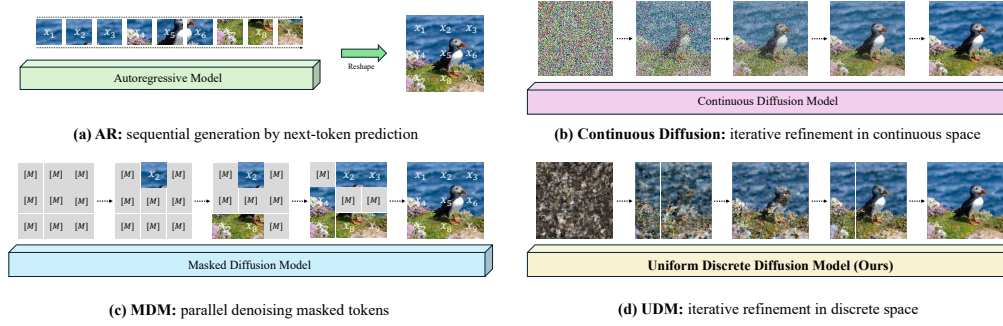 x1 x2 x3 x4 x5 x6 x7 x8 x9
Reshape
x1 x2 x3
x4 x5 x6
x7 x8 x9
Autoregressive Model
(a) AR: sequential generation by next-token prediction
Continuous Diffusion Model
(b) Continuous Diffusion: iterative refinement in continuous space
[M] [M] [M]
[M] [M] [M]
[M] [M] [M]
[M] x2 [M]
[M] [M] [M]
[M] [M] [M]
[M] x2 [M]
[M] [M] [M]
x8 [M]
x2 x3
x4 [M] [M]
x8
x1 x2 x3
x4 x5 x6
x7 x8 x9
Masked Diffusion Model
(c) MDM: parallel denoising masked tokens
Uniform Discrete Diffusion Model (Ours)
(d) UDM: iterative refinement in discrete space